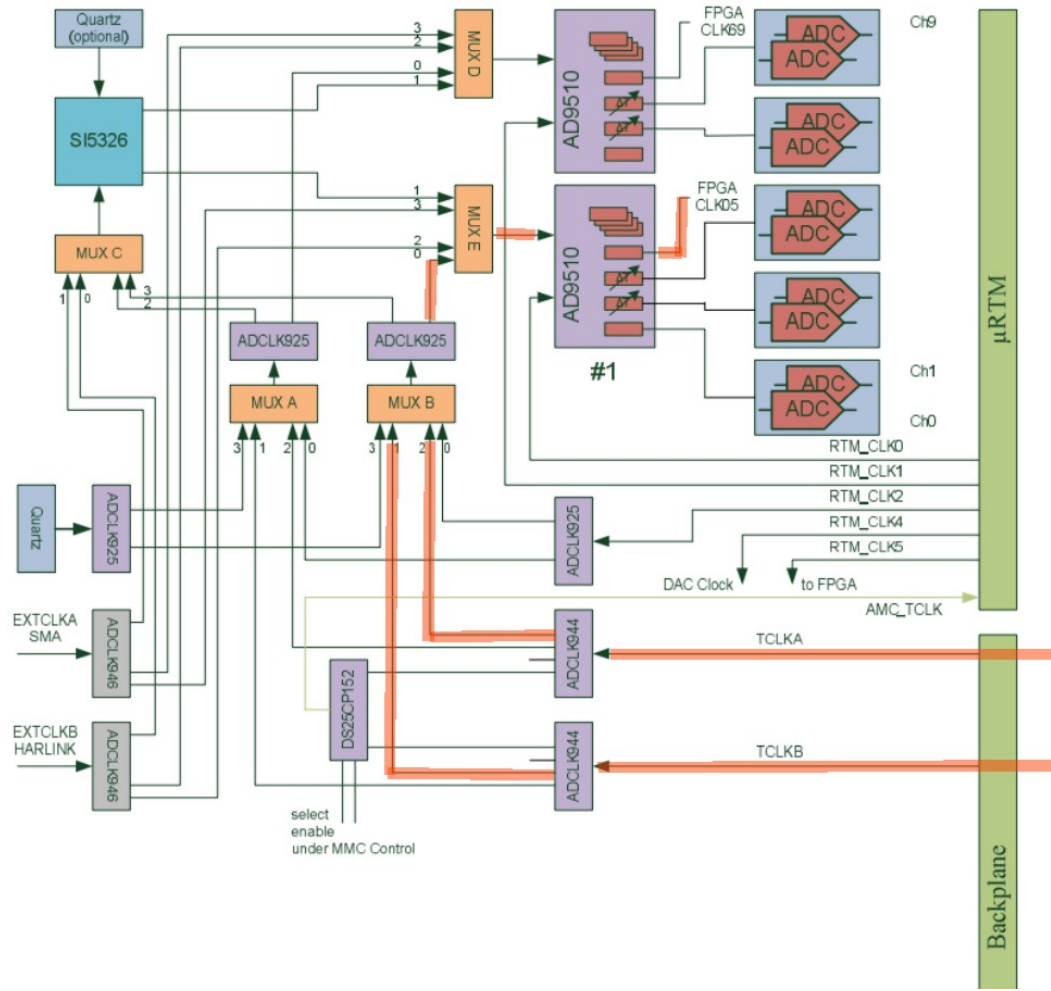 Quartz
(optional)
SI5326
MUX C
1
0
2
3
3
2
0
1
MUX D
1
3
2
0
MUX E
AD9510
ΔT
ΔT
FPGA
CLK69
ADC
ADC
Ch9
ADC
ADC
AD9510
ΔT
ΔT
#1
FPGA
CLK05
ADC
ADC
ADC
ADC
ADC
ADC
Ch1
Ch0
µRTM
ADCLK925
ADCLK925
MUX A
MUX B
3
1
2
0
3
1
2
0
RTM_CLK0
RTM_CLK1
RTM_CLK2
RTM_CLK4
RTM_CLK5
Quartz
ADCLK925
ADCLK925
DAC Clock
to FPGA
AMC_TCLK
EXTCLKA
SMA
ADCLK946
ADCLK944
TCLKA
DS25CP152
EXTCLKB
HARLINK
ADCLK946
ADCLK944
TCLKB
select
enable
under MMC Control
Backplane